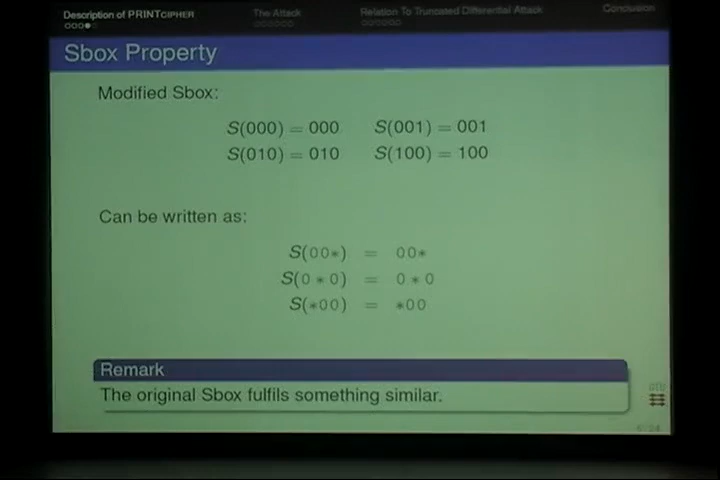 Description of PRINTCIPHER The Attack Relation To Truncated Differential Attack Conclusion
Sbox Property
Modified Sbox:
S(000) = 000 S(001) = 001
S(010) = 010 S(100) = 100
Can be written as:
S(00*) = 00*
S(0 * 0) = 0 * 0
S(*00) = *00
Remark
The original Sbox fulfils something similar.
DTU